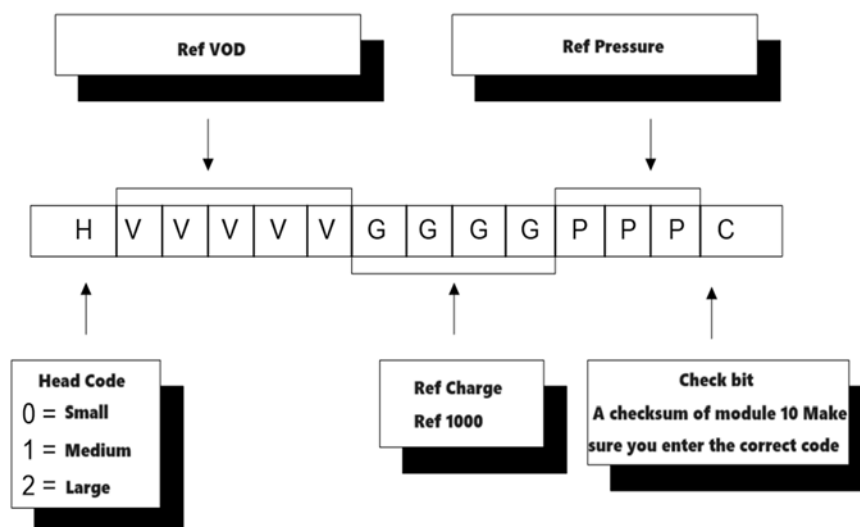 Ref VOD
Ref Pressure
H V V V V V G G G G P P P C
Head Code
0 = Small
1 = Medium
2 = Large
Ref Charge
Ref 1000
Check bit
A checksum of module 10 Make
sure you enter the correct code